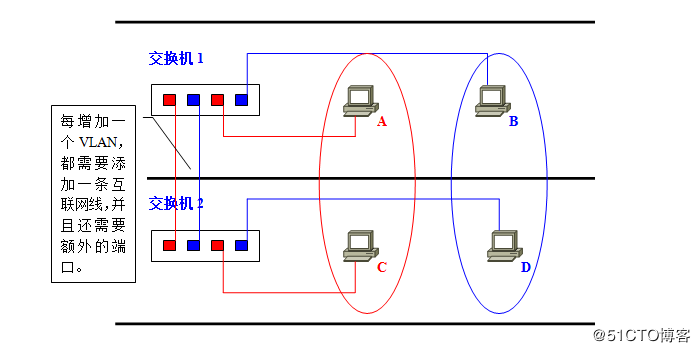 交换机 1
A
B
每增加一
个 VLAN，
都需要添
加一条互
联网线，并
且还需要
额外的端
口。
交换机 2
C
D
@51CTO博客